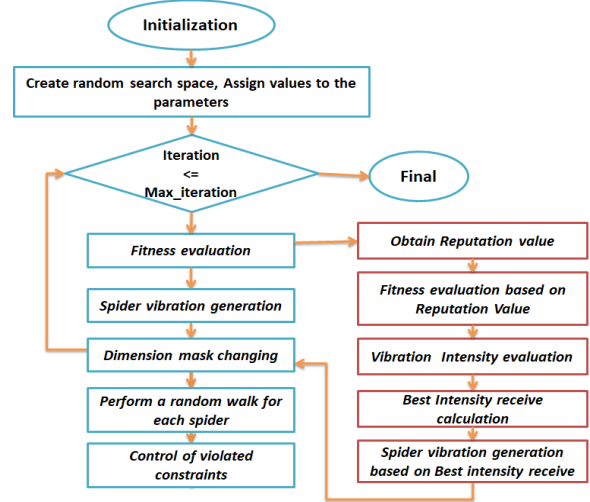 Initialization
Create random search space, Assign values to the
parameters
Iteration
<=
Max_iteration
Final
Fitness evaluation
Spider vibration generation
Dimension mask changing
Perform a random walk for
each spider
Control of violated
constraints
Obtain Reputation value
Fitness evaluation based on
Reputation Value
Vibration Intensity evaluation
Best Intensity receive
calculation
Spider vibration generation
based on Best intensity receive